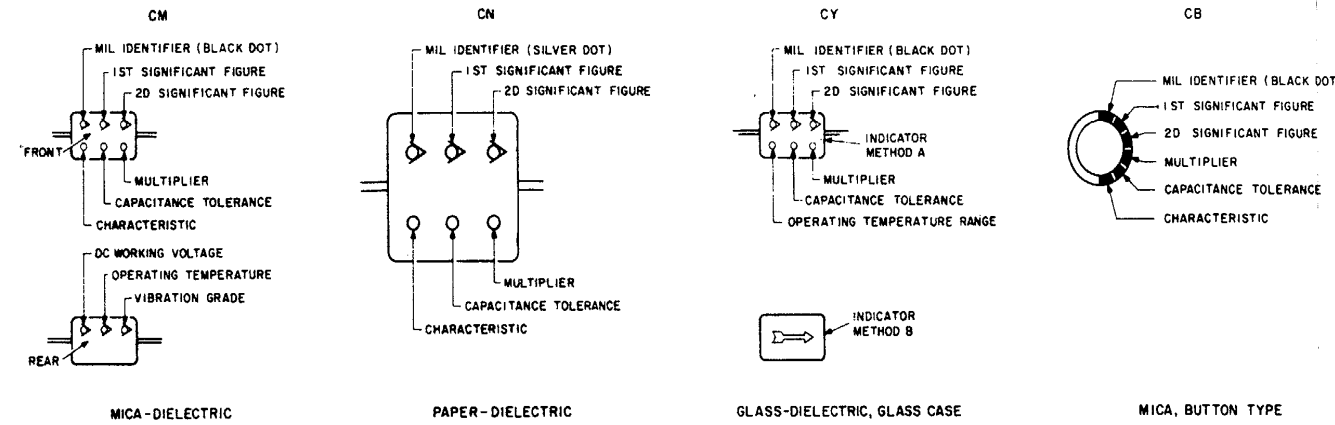 CM
MIL IDENTIFIER (BLACK DOT)
1ST SIGNIFICANT FIGURE
2D SIGNIFICANT FIGURE
FRONT
MULTIPLIER
CAPACITANCE TOLERANCE
CHARACTERISTIC
DC WORKING VOLTAGE
OPERATING TEMPERATURE
VIBRATION GRADE
REAR
MICA-DIELECTRIC
CN
MIL IDENTIFIER (SILVER DOT)
1ST SIGNIFICANT FIGURE
2D SIGNIFICANT FIGURE
MULTIPLIER
CAPACITANCE TOLERANCE
CHARACTERISTIC
PAPER-DIELECTRIC
CY
MIL IDENTIFIER (BLACK DOT)
1ST SIGNIFICANT FIGURE
2D SIGNIFICANT FIGURE
INDICATOR
METHOD A
MULTIPLIER
CAPACITANCE TOLERANCE
OPERATING TEMPERATURE RANGE
INDICATOR
METHOD B
GLASS-DIELECTRIC, GLASS CASE
CB
MIL IDENTIFIER (BLACK DOT
1ST SIGNIFICANT FIGURE
2D SIGNIFICANT FIGURE
MULTIPLIER
CAPACITANCE TOLERANCE
CHARACTERISTIC
MICA, BUTTON TYPE